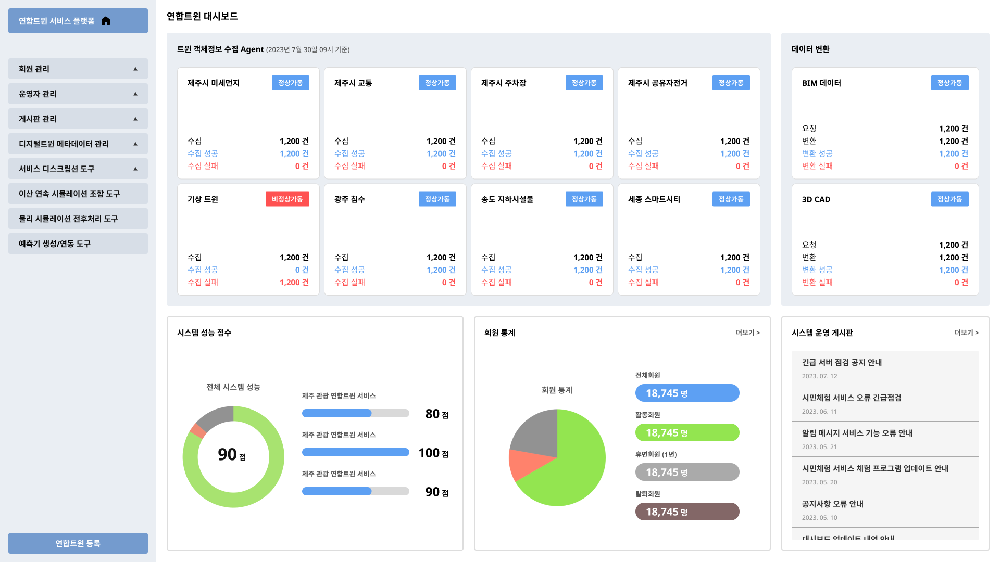 연합트윈 서비스 플랫폼
회원 관리 ▲
운영자 관리 ▲
게시판 관리 ▲
디지털트윈 메타데이터 관리 ▲
서비스 디스크립션 도구 ▲
이산 연속 시뮬레이션 조합 도구
물리 시뮬레이션 전후처리 도구
예측기 생성/연동 도구
연합트윈 등록
연합트윈 대시보드
트윈 객체정보 수집 Agent (2023년 7월 30일 09시 기준)
제주시 미세먼지 정상가동
수집 1,200 건
수집 성공 1,200 건
수집 실패 0 건
제주시 교통 정상가동
수집 1,200 건
수집 성공 1,200 건
수집 실패 0 건
제주시 주차장 정상가동
수집 1,200 건
수집 성공 1,200 건
수집 실패 0 건
제주시 공유자전거 정상가동
수집 1,200 건
수집 성공 1,200 건
수집 실패 0 건
기상 트윈 비정상가동
수집 1,200 건
수집 성공 0 건
수집 실패 1,200 건
광주 침수 정상가동
수집 1,200 건
수집 성공 1,200 건
수집 실패 0 건
송도 지하시설물 정상가동
수집 1,200 건
수집 성공 1,200 건
수집 실패 0 건
세종 스마트시티 정상가동
수집 1,200 건
수집 성공 1,200 건
수집 실패 0 건
데이터 변환
BIM 데이터 정상가동
요청 1,200 건
변환 1,200 건
변환 성공 1,200 건
변환 실패 0 건
3D CAD 정상가동
요청 1,200 건
변환 1,200 건
변환 성공 1,200 건
변환 실패 0 건
시스템 성능 점수
전체 시스템 성능
90 점
제주 관광 연합트윈 서비스
80 점
제주 관광 연합트윈 서비스
100 점
제주 관광 연합트윈 서비스
90 점
회원 통계 더보기 >
회원 통계
전체회원
18,745 명
활동회원
18,745 명
휴면회원 (1년)
18,745 명
탈퇴회원
18,745 명
시스템 운영 게시판 더보기 >
긴급 서버 점검 공지 안내
2023. 07. 12
시민체험 서비스 오류 긴급점검
2023. 06. 11
알림 메시지 서비스 기능 오류 안내
2023. 05. 21
시민체험 서비스 체험 프로그램 업데이트 안내
2023. 05. 20
공지사항 오류 안내
2023. 05. 10
대시보드 업데이트 내역 안내